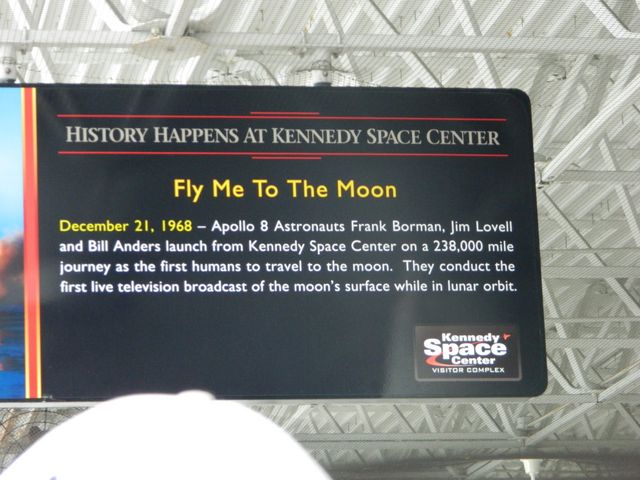 HISTORY HAPPENS AT KENNEDY SPACE CENTER
Fly Me To The Moon
December 21, 1968 – Apollo 8 Astronauts Frank Borman, Jim Lovell
and Bill Anders launch from Kennedy Space Center on a 238,000 mile
journey as the first humans to travel to the moon. They conduct the
first live television broadcast of the moon's surface while in lunar orbit.
Kennedy
Space
Center
VISITOR COMPLEX